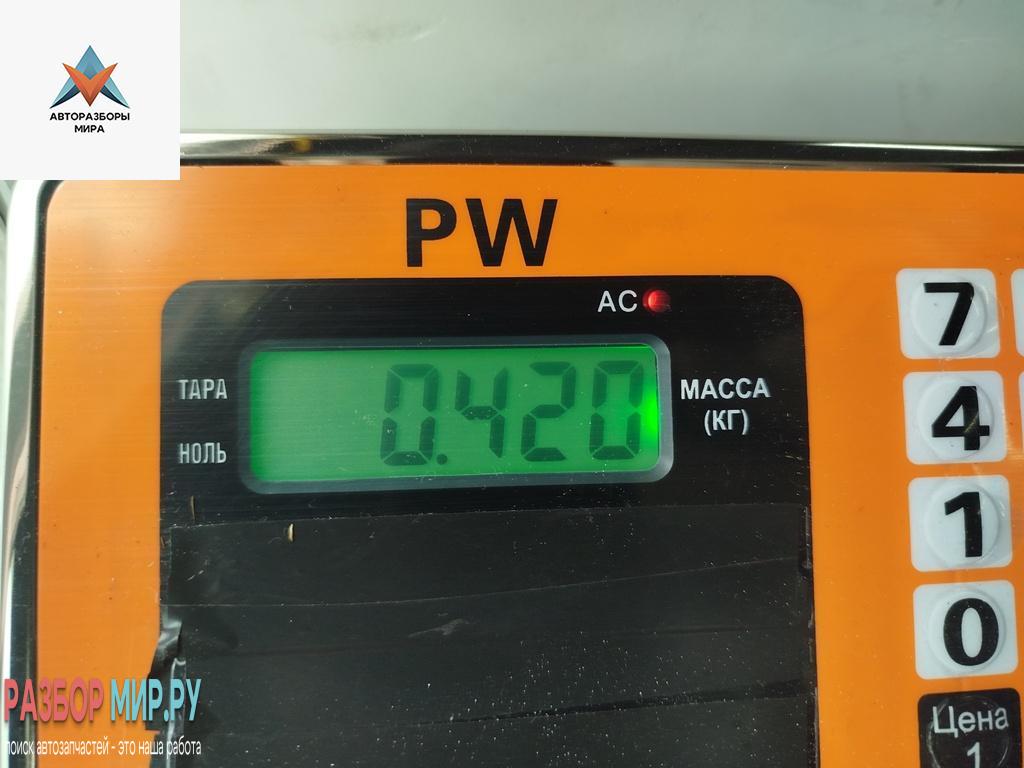 АВТОРАЗБОРЫ
МИРА
PW
AC
7
ТАРА
0.420
МАССА
(КГ)
НОЛЬ
4
1
0
Цена
1
РАЗБОР МИР.РУ
поиск автозапчастей - это наша работа